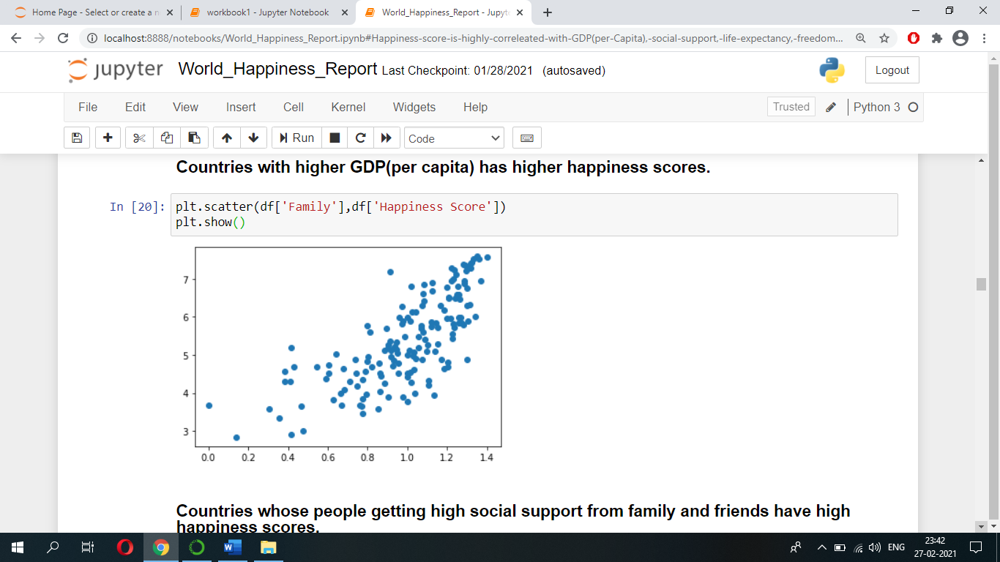 Home Page - Select or create a n
workbook1 - Jupyter Notebook
World_Happiness_Report - Jupyt
localhost:8888/notebooks/World_Happiness_Report.ipynb#Happiness-score-is-highly-correleated-with-GDP(per-Capita),-social-support,-life-expectancy,-freedom...
jupyter World_Happiness_Report Last Checkpoint: 01/28/2021 (autosaved)
Logout
File Edit View Insert Cell Kernel Widgets Help
Trusted
Python 3
Run
Code
Countries with higher GDP(per capita) has higher happiness scores.
In [20]: plt.scatter(df['Family'],df['Happiness Score'])
plt.show()
7
6
5
4
3
0.0 0.2 0.4 0.6 0.8 1.0 1.2 1.4
Countries whose people getting high social support from family and friends have high
happiness scores.
ENG
23:42
27-02-2021